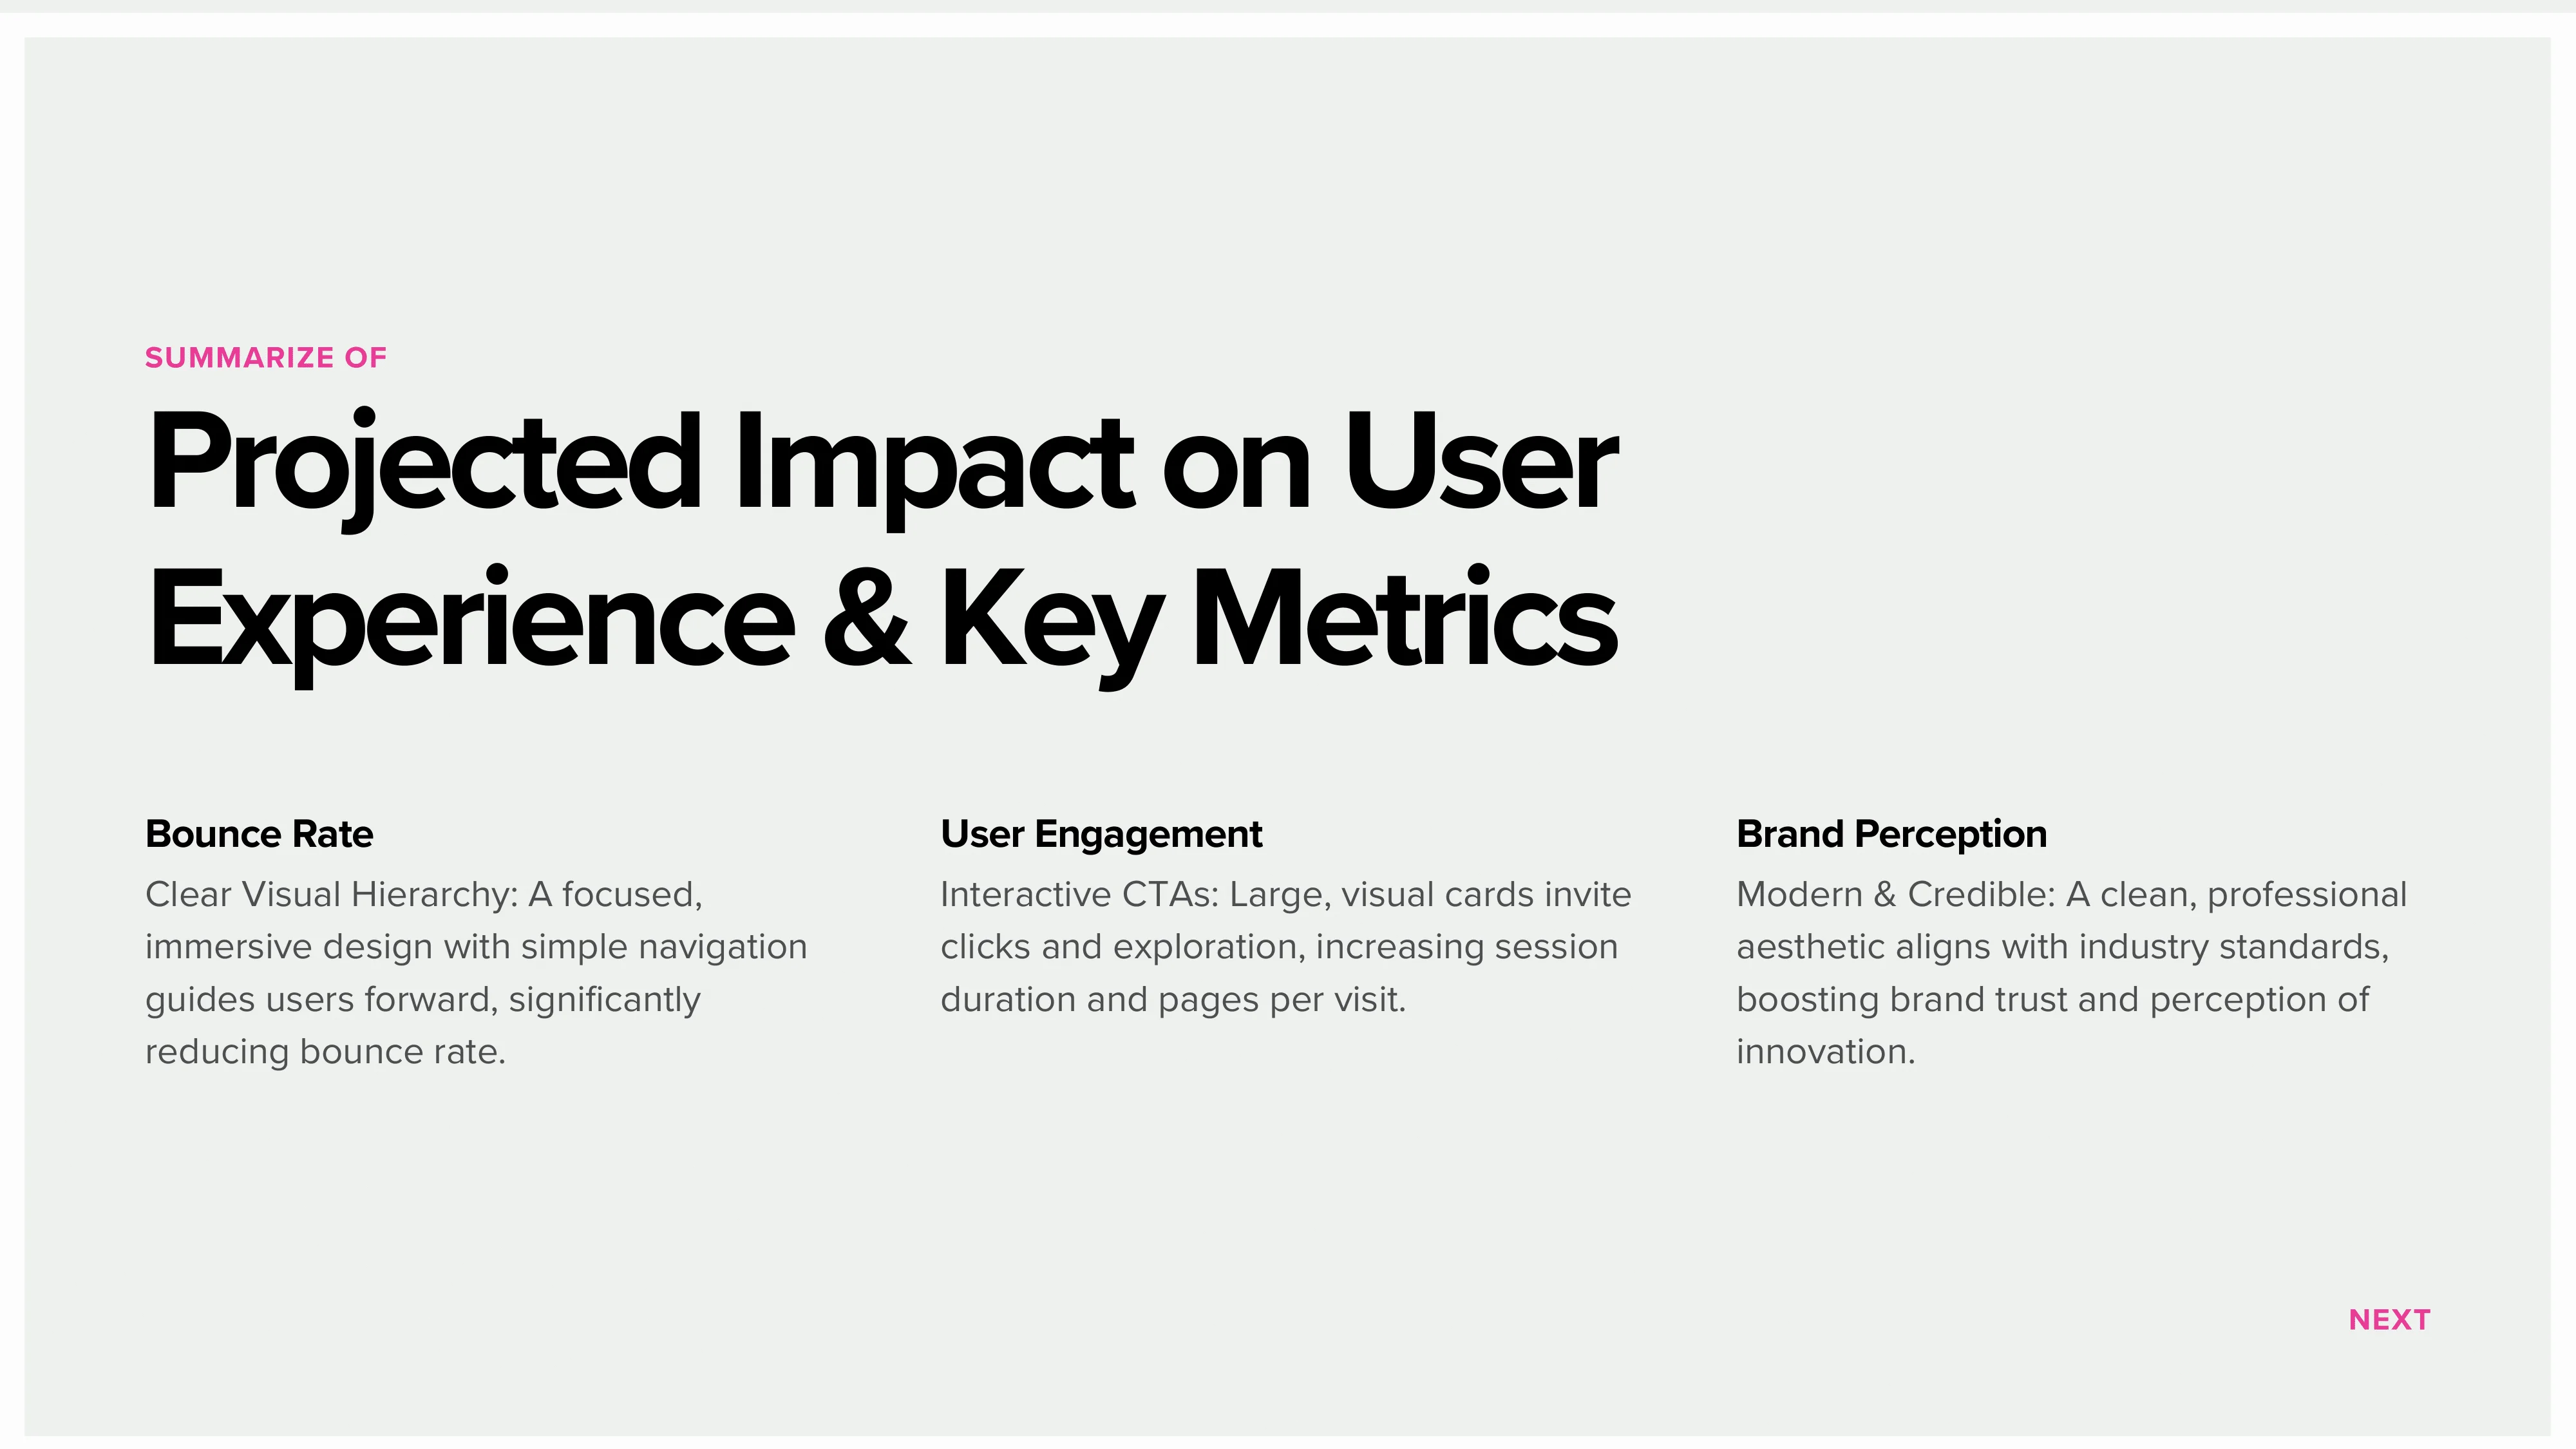 SUMMARIZE OF
Projected Impact on User
Experience & Key Metrics
Bounce Rate
Clear Visual Hierarchy: A focused,
immersive design with simple navigation
guides users forward, significantly
reducing bounce rate.
User Engagement
Interactive CTAs: Large, visual cards invite
clicks and exploration, increasing session
duration and pages per visit.
Brand Perception
Modern & Credible: A clean, professional
aesthetic aligns with industry standards,
boosting brand trust and perception of
innovation.
NEXT